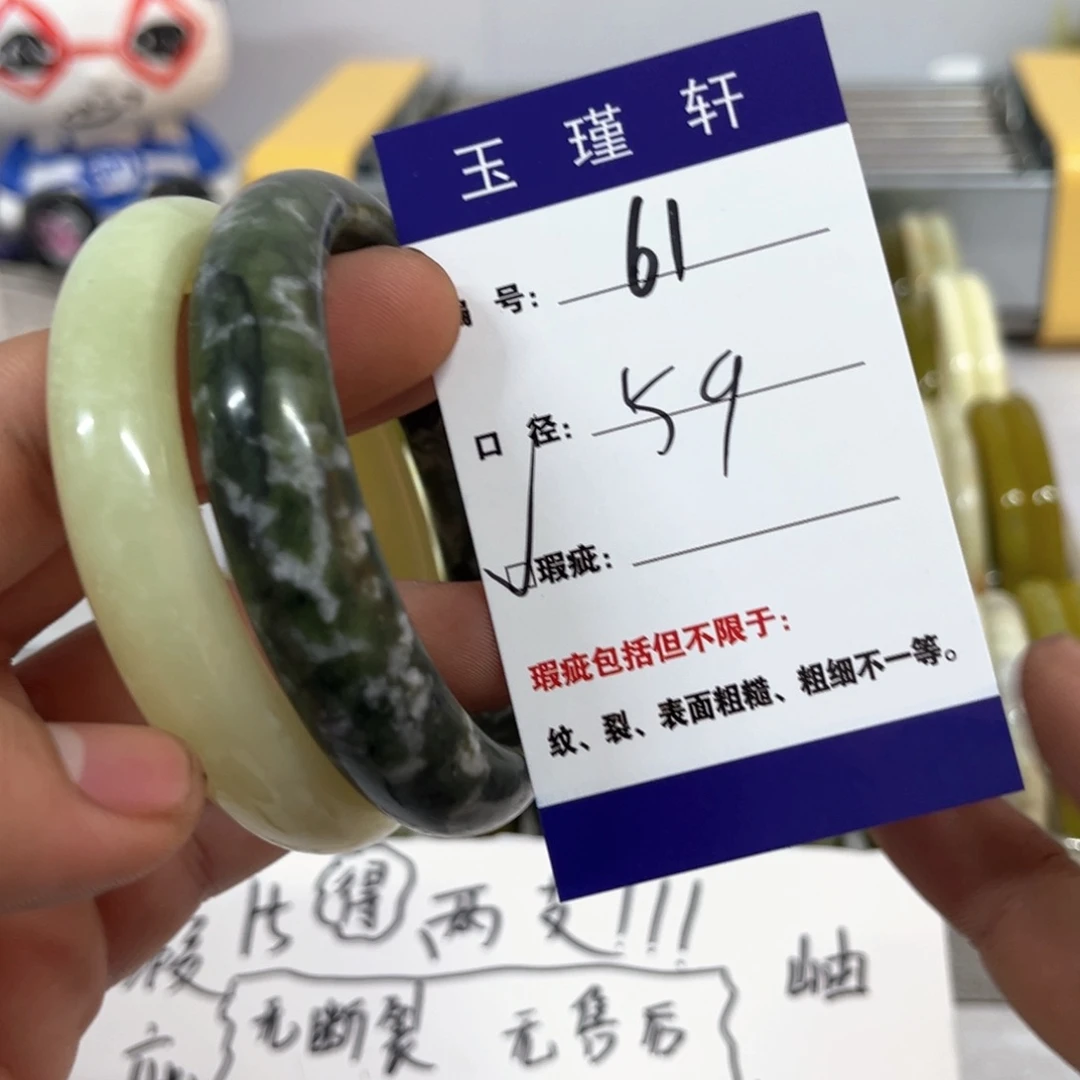 玉瑾轩
号: 61
口径: 59
✓□瑕疵:
瑕疵包括但不限于:
纹、裂、表面粗糙、粗细不一等。
得两支!!!
岫
无断裂 无售后